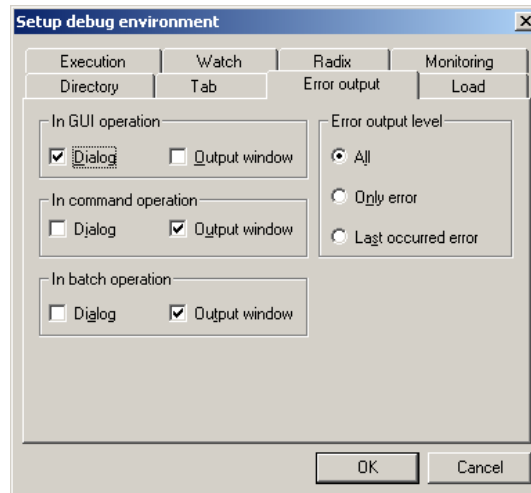 Setup debug environment
Execution Watch Radix Monitoring
Directory Tab Error output Load
In GUI operation
Dialog Output window
In command operation
Dialog Output window
In batch operation
Dialog Output window
Error output level
All
Only error
Last occurred error
OK Cancel